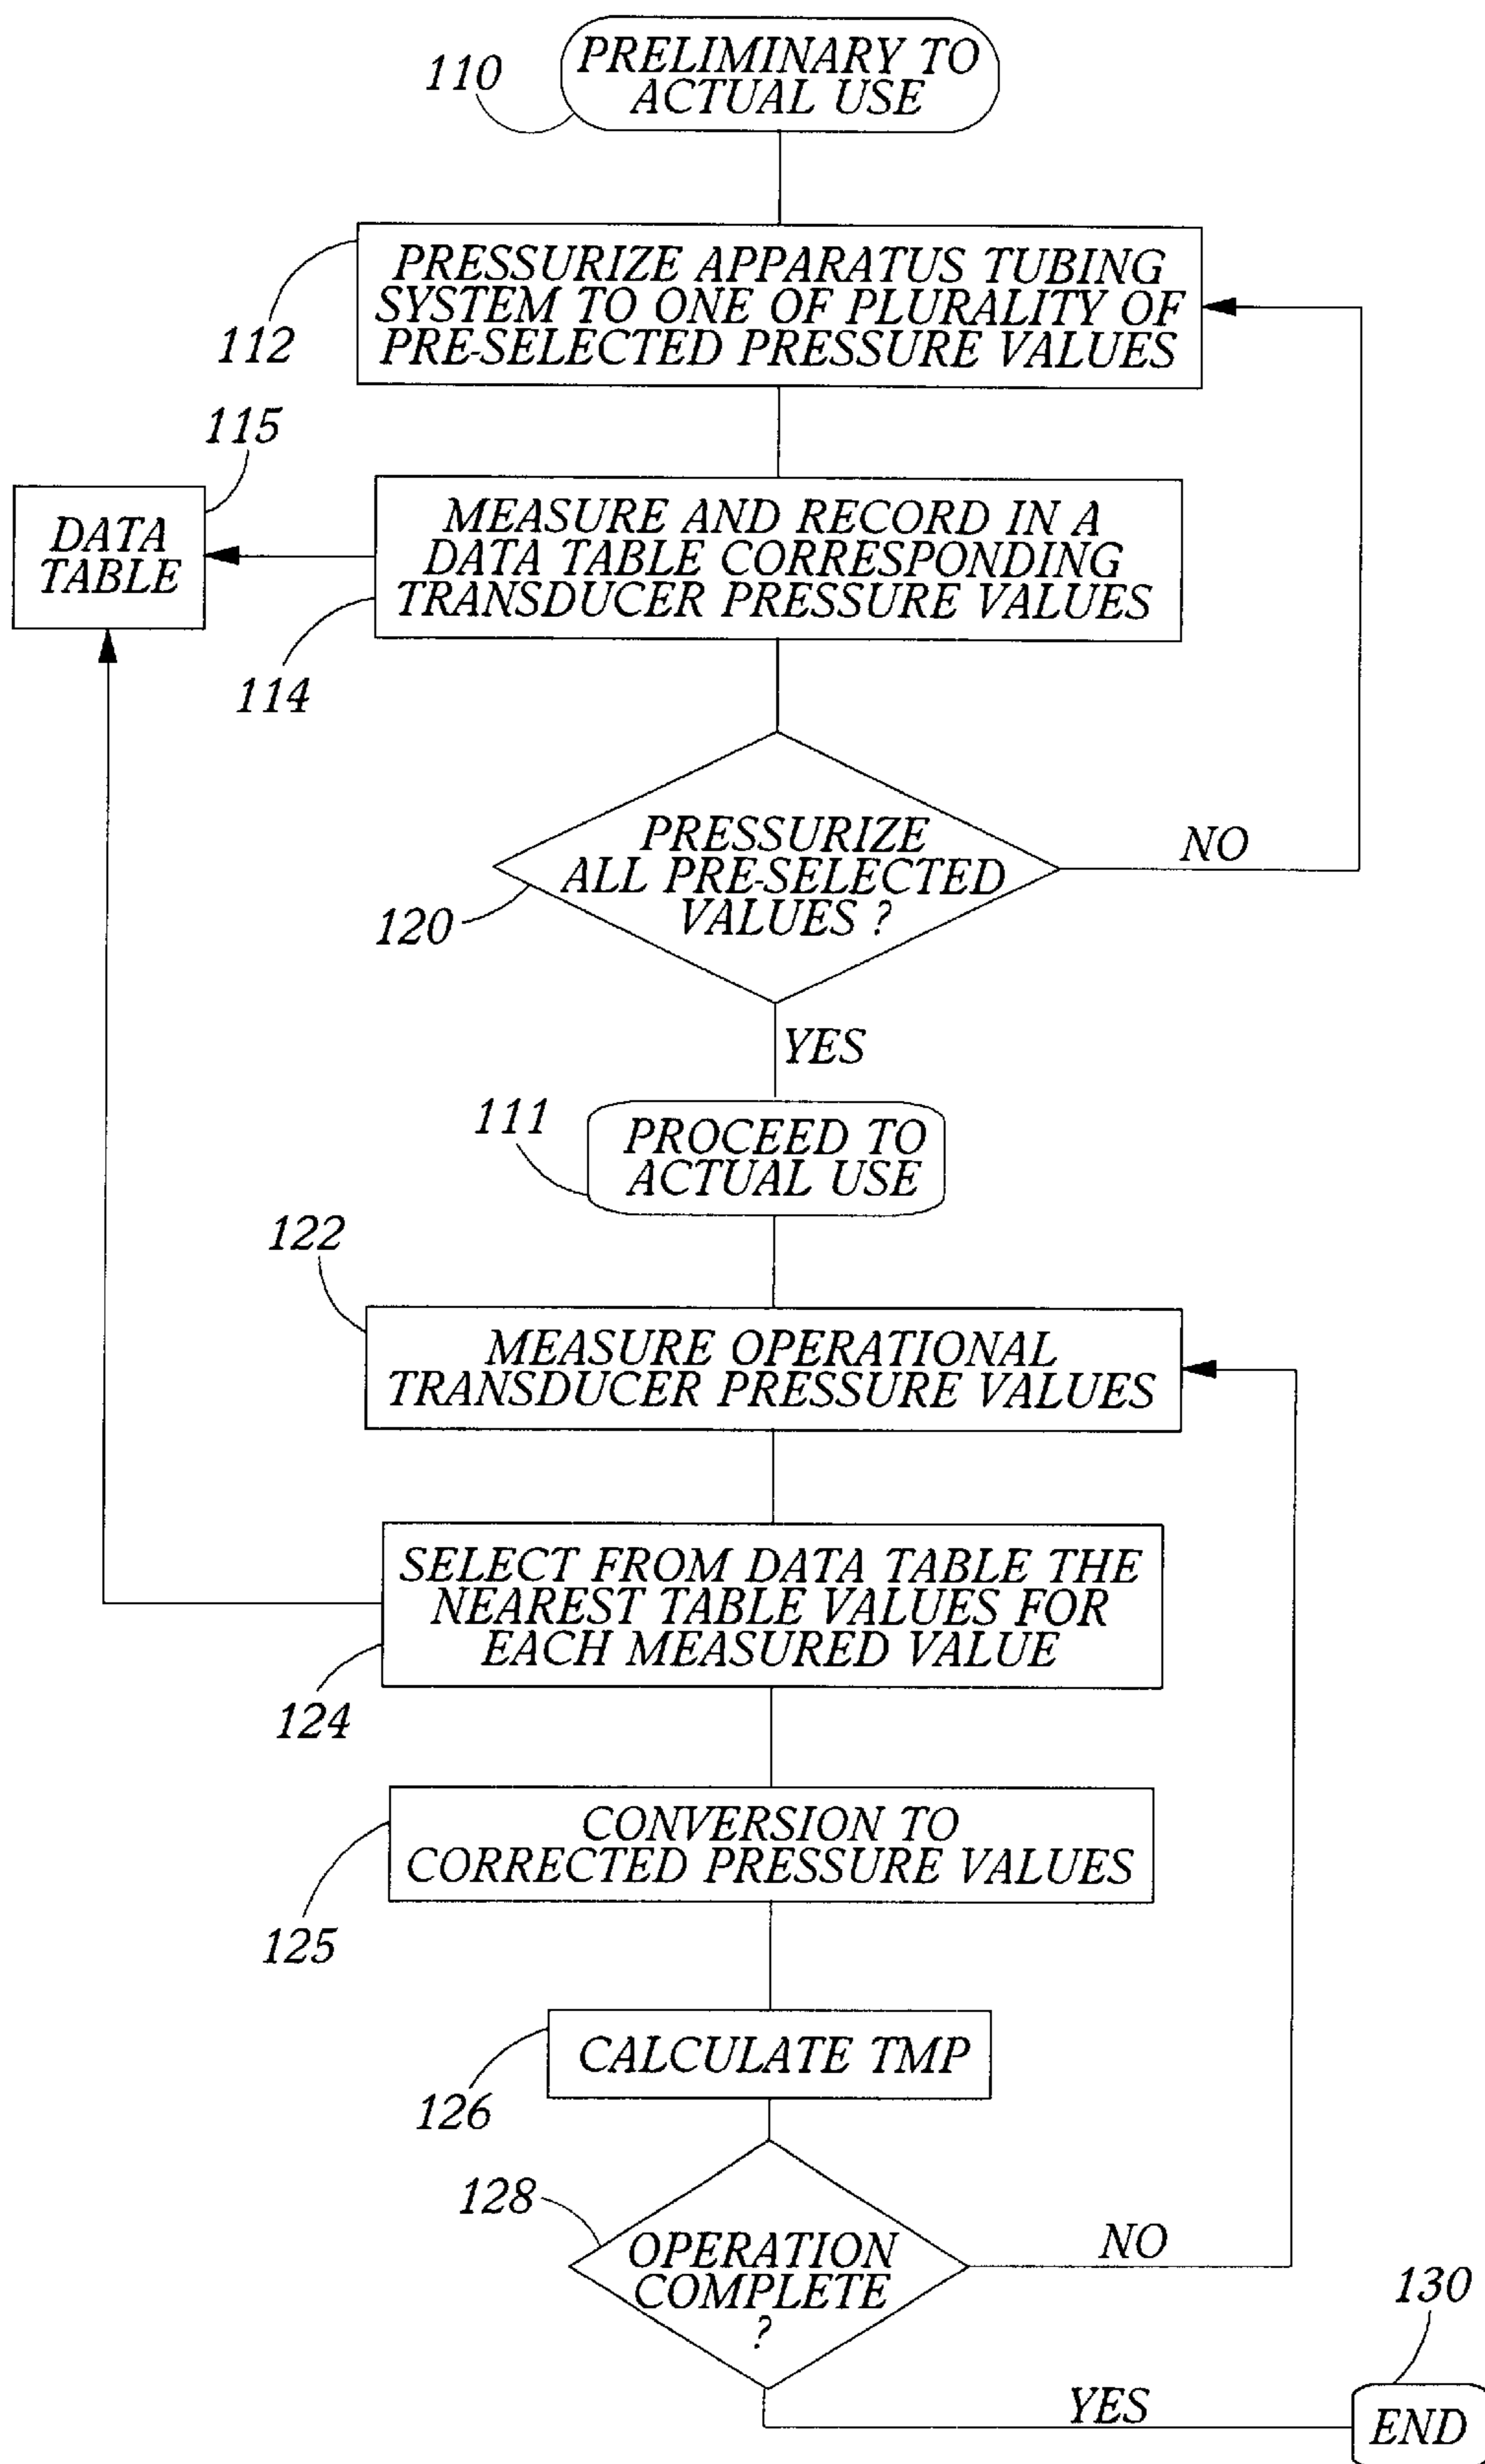 110
PRELIMINARY TO
ACTUAL USE
PRESSURIZE APPARATUS TUBING
SYSTEM TO ONE OF PLURALITY OF
PRE-SELECTED PRESSURE VALUES
112
115
DATA
TABLE
MEASURE AND RECORD IN A
DATA TABLE CORRESPONDING
TRANSDUCER PRESSURE VALUES
114
PRESSURIZE
ALL PRE-SELECTED
VALUES ?
NO
120
YES
111
PROCEED TO
ACTUAL USE
122
MEASURE OPERATIONAL
TRANSDUCER PRESSURE VALUES
SELECT FROM DATA TABLE THE
NEAREST TABLE VALUES FOR
EACH MEASURED VALUE
124
CONVERSION TO
CORRECTED PRESSURE VALUES
125
CALCULATE TMP
126
128
OPERATION
COMPLETE
?
NO
130
YES
END